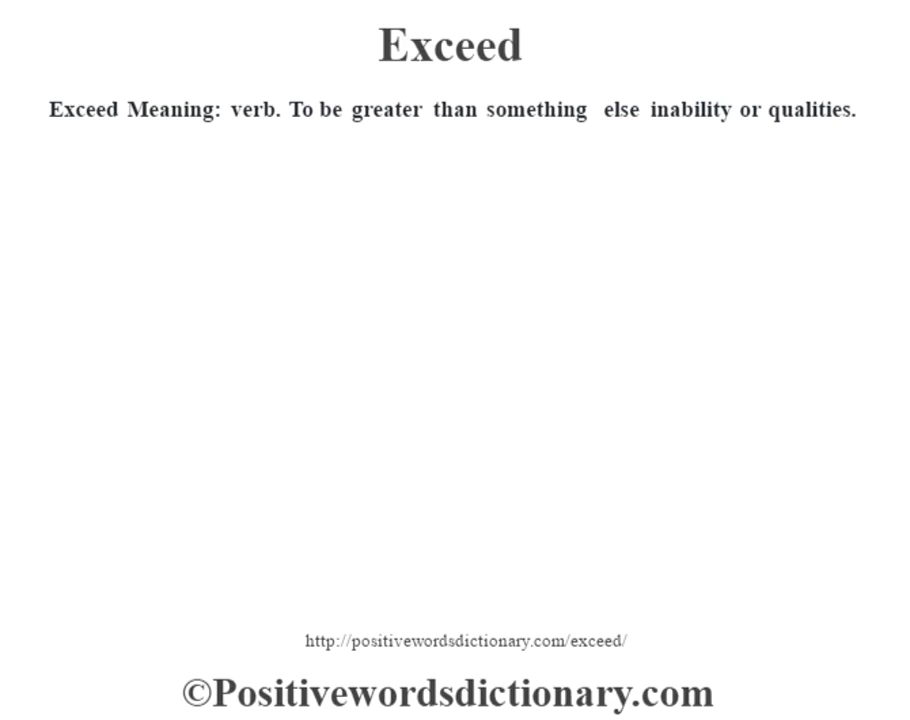 Exceed
Exceed Meaning: verb. To be greater than something else inability or qualities.
http://positivewordsdictionary.com/exceed/
©Positivewordsdictionary.com